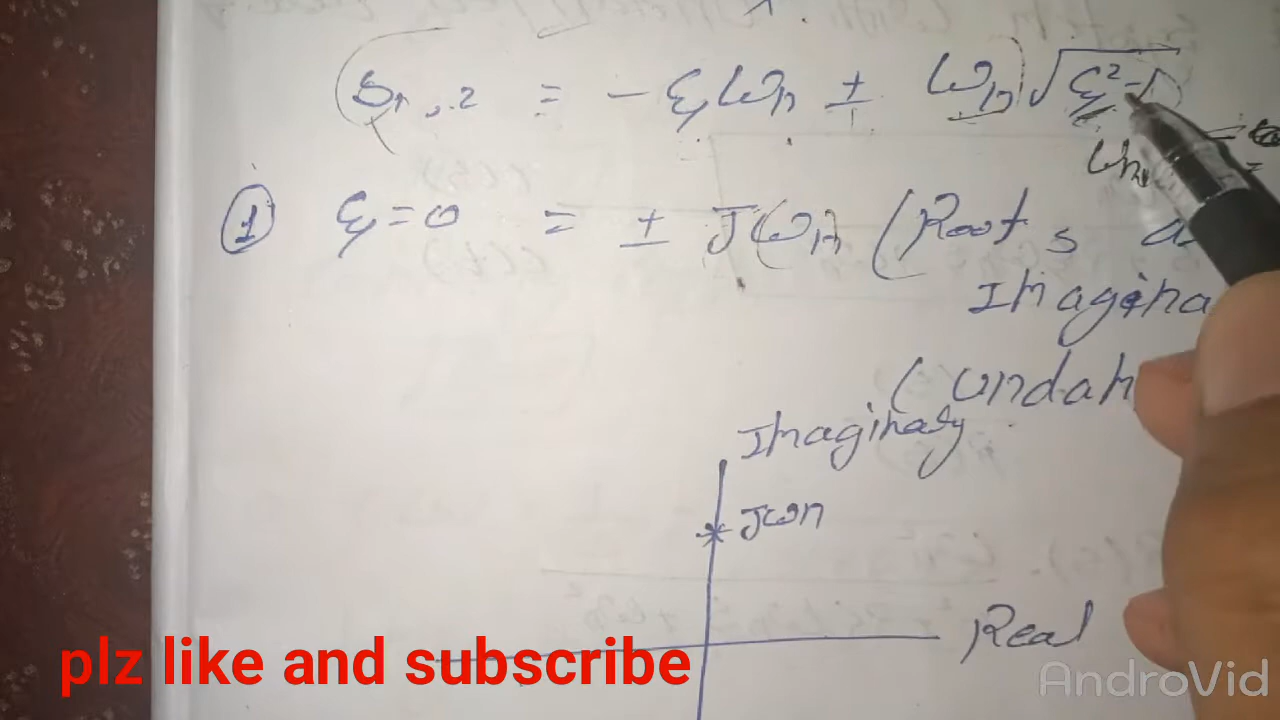 S1,2 = - ξωn ± ωn √ξ²-1
① ξ=0 = ± Jωn (Roots
Imagina
(Undam
Imaginary
Jωn
Real
plz like and subscribe
AndroVid